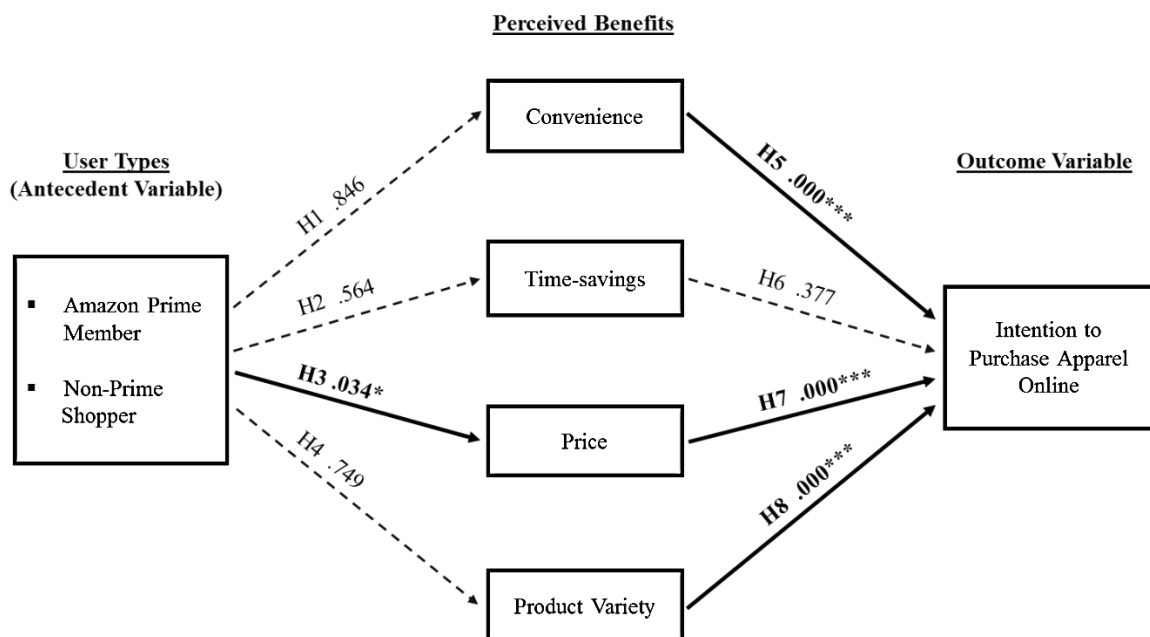 Perceived Benefits
User Types
(Antecedent Variable)
Outcome Variable
▪ Amazon Prime
Member
▪ Non-Prime
Shopper
H1 .846
H2 .564
H3 .034*
H4 .749
Convenience
Time-savings
Price
Product Variety
H5 .000***
H6 .377
H7 .000***
H8 .000***
Intention to
Purchase Apparel
Online